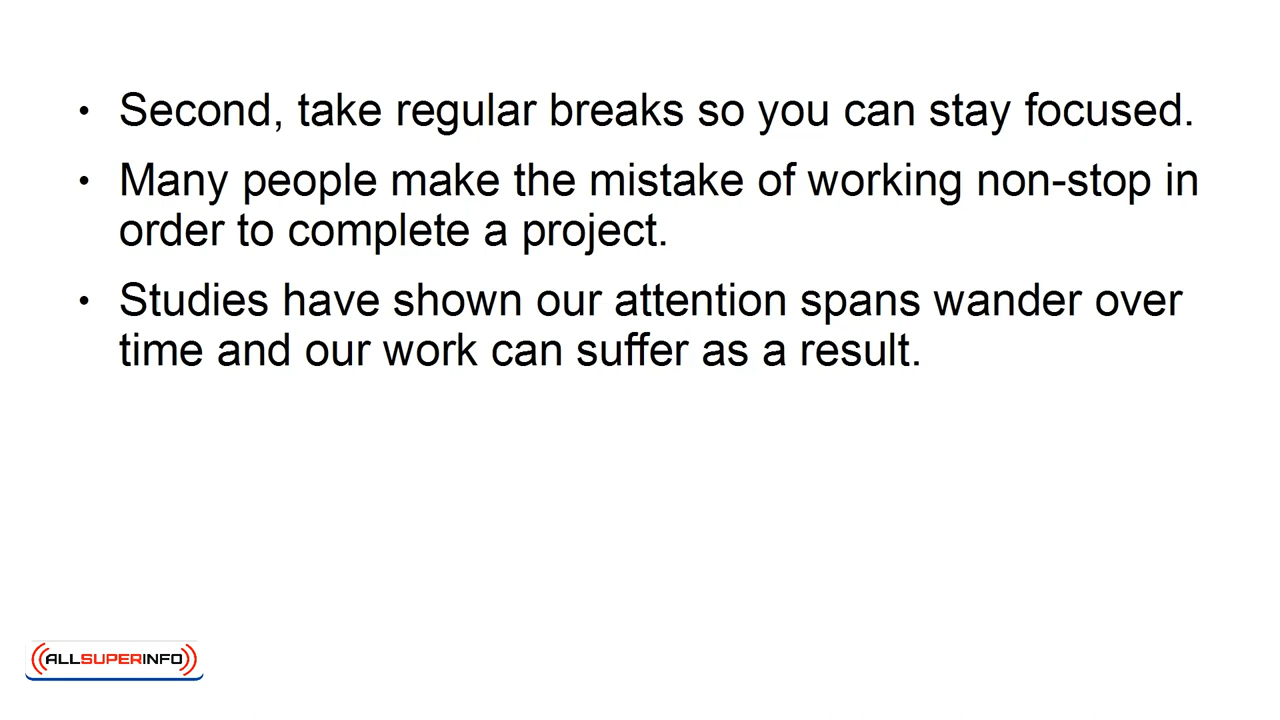 • Second, take regular breaks so you can stay focused.
• Many people make the mistake of working non-stop in
order to complete a project.
• Studies have shown our attention spans wander over
time and our work can suffer as a result.
ALLSUPERINFO